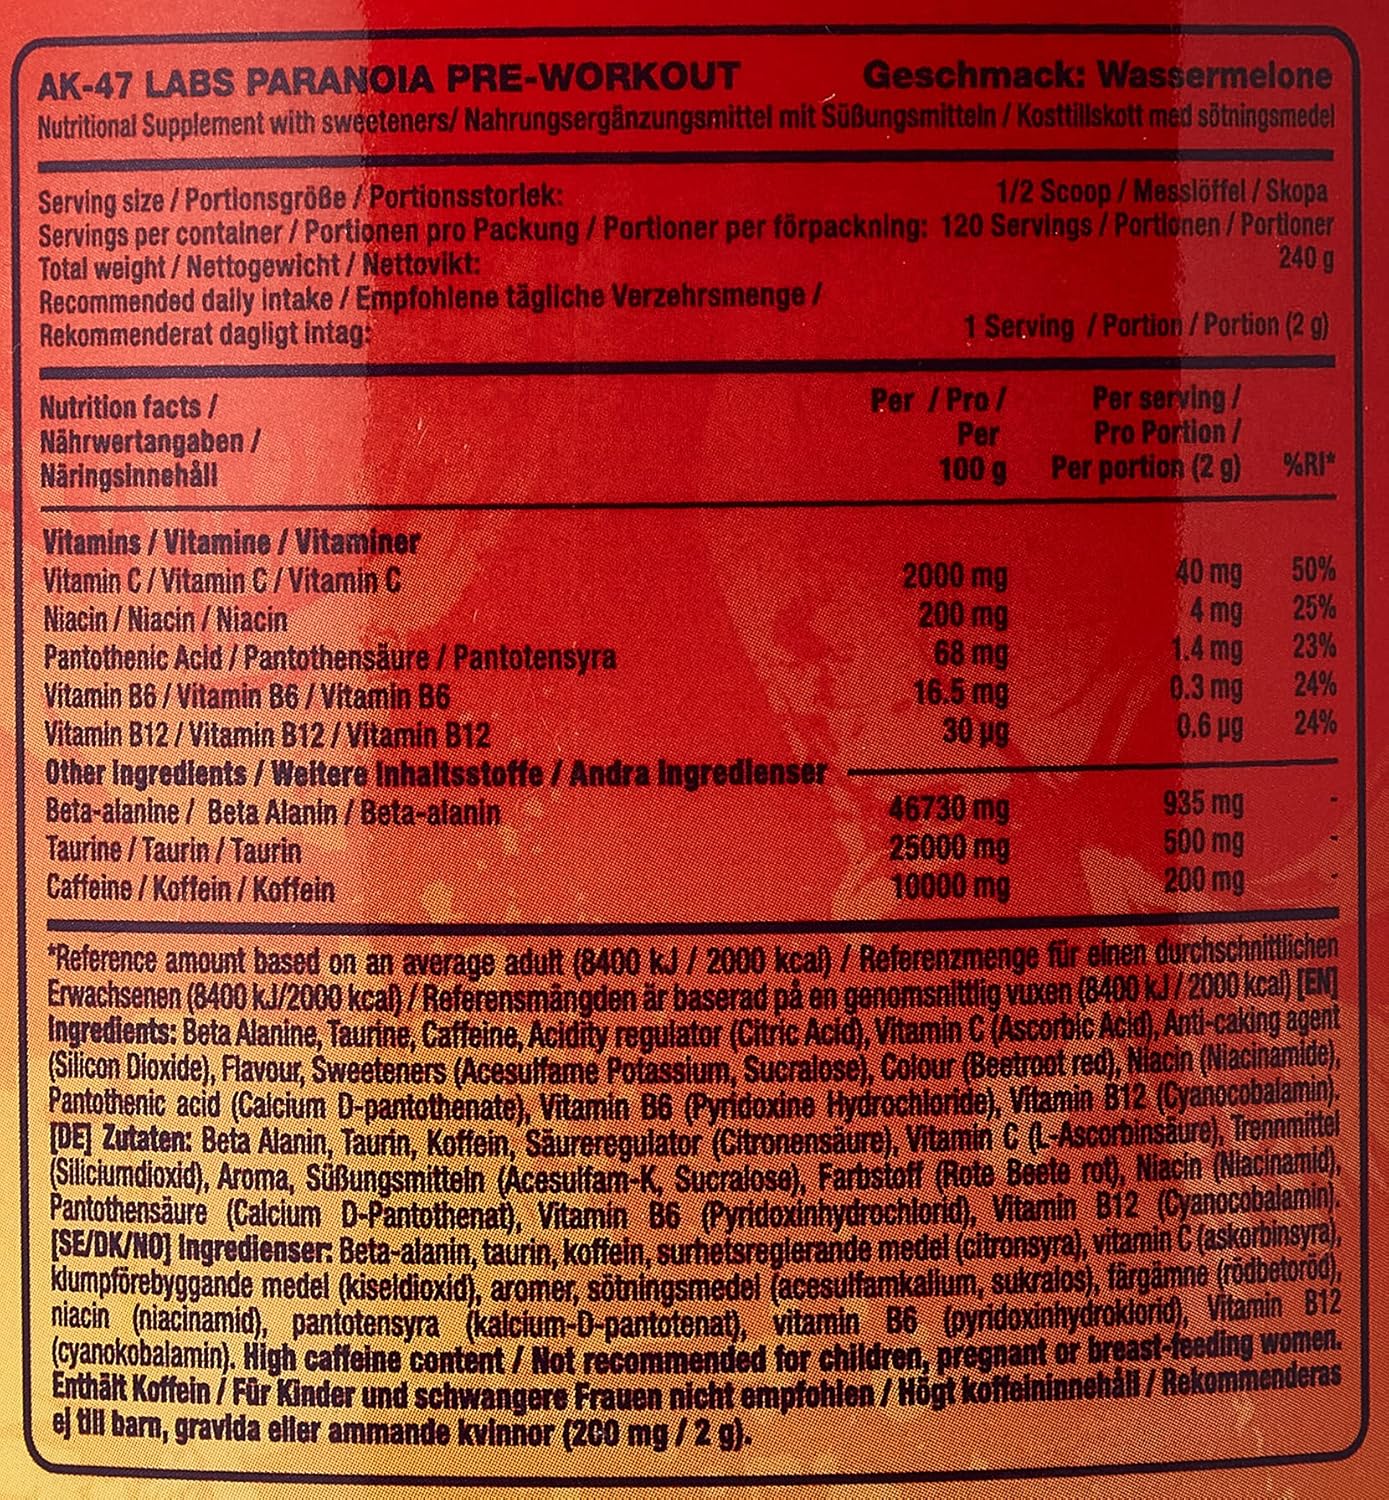 AK-47 LABS PARANOIA PRE-WORKOUT Geschmack: Wassermelone
Nutritional Supplement with sweeteners/ Nahrungsergänzungsmittel mit Süßungsmitteln / Kosttillskott med sötningsmedel
Serving size / Portionsgröße / Portionsstorlek: 1/2 Scoop / Messlöffel / Skopa
Servings per container / Portionen pro Packung / Portioner per förpackning: 120 Servings / Portionen / Portioner
Total weight / Nettogewicht / Nettovikt: 240 g
Recommended daily intake / Empfohlene tägliche Verzehrsmenge /
Rekommenderat dagligt intag: 1 Serving / Portion / Portion (2 g)
Nutrition facts / Per / Pro / Per serving /
Nährwertangaben / Per Pro Portion /
Näringsinnehåll 100 g Per portion (2 g) %RI*
Vitamins / Vitamine / Vitaminer
Vitamin C / Vitamin C / Vitamin C 2000 mg 40 mg 50%
Niacin / Niacin / Niacin 200 mg 4 mg 25%
Pantothenic Acid / Pantothensäure / Pantotensyra 68 mg 1.4 mg 23%
Vitamin B6 / Vitamin B6 / Vitamin B6 16.5 mg 0.3 mg 24%
Vitamin B12 / Vitamin B12 / Vitamin B12 30 µg 0.6 µg 24%
Other Ingredients / Weitere Inhaltsstoffe / Andra Ingredienser
Beta-alanine / Beta Alanin / Beta-alanin 46730 mg 935 mg -
Taurine / Taurin / Taurin 25000 mg 500 mg -
Caffeine / Koffein / Koffein 10000 mg 200 mg -
*Reference amount based on an average adult (8400 kJ / 2000 kcal) / Referenzmenge für einen durchschnittlichen
Erwachsenen (8400 kJ/2000 kcal) / Referensmängden är baserad på en genomsnittlig vuxen (8400 kJ / 2000 kcal) [EN]
Ingredients: Beta Alanine, Taurine, Caffeine, Acidity regulator (Citric Acid), Vitamin C (Ascorbic Acid), Anti-caking agent
(Silicon Dioxide), Flavour, Sweeteners (Acesulfame Potassium, Sucralose), Colour (Beetroot red), Niacin (Niacinamide),
Pantothenic acid (Calcium D-pantothenate), Vitamin B6 (Pyridoxine Hydrochloride), Vitamin B12 (Cyanocobalamin).
[DE] Zutaten: Beta Alanin, Taurin, Koffein, Säureregulator (Citronensäure), Vitamin C (L-Ascorbinsäure), Trennmittel
(Siliciumdioxid), Aroma, Süßungsmitteln (Acesulfam-K, Sucralose), Farbstoff (Rote Beete rot), Niacin (Niacinamid),
Pantothensäure (Calcium D-Pantothenat), Vitamin B6 (Pyridoxinhydrochlorid), Vitamin B12 (Cyanocobalamin).
[SE/DK/NO] Ingredienser: Beta-alanin, taurin, koffein, surhetsreglerande medel (citronsyra), vitamin C (askorbinsyra),
klumpförebyggande medel (kiseldioxid), aromer, sötningsmedel (acesulfamkalium, sukralos), färgämne (rödbetoröd),
niacin (niacinamid), pantotensyra (kalcium-D-pantotenat), vitamin B6 (pyridoxinhydroklorid), Vitamin B12
(cyanokobalamin). High caffeine content / Not recommended for children, pregnant or breast-feeding women.
Enthält Koffein / Für Kinder und schwangere Frauen nicht empfohlen / Högt koffeininnehåll / Rekommenderas
ej till barn, gravida eller ammande kvinnor (200 mg / 2 g).